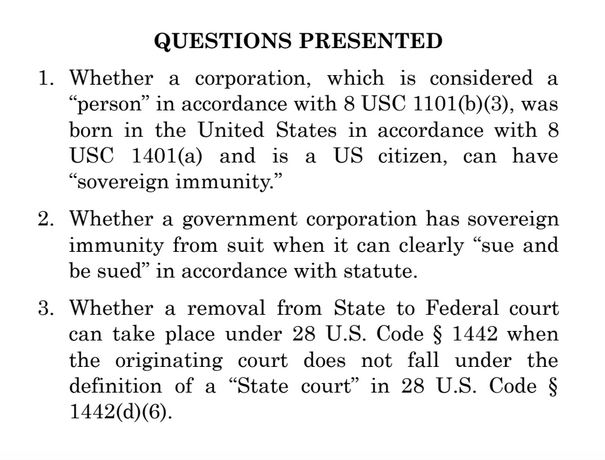 QUESTIONS PRESENTED
1. Whether a corporation, which is considered a
“person” in accordance with 8 USC 1101(b)(3), was
born in the United States in accordance with 8
USC 1401(a) and is a US citizen, can have
“sovereign immunity.”
2. Whether a government corporation has sovereign
immunity from suit when it can clearly “sue and
be sued” in accordance with statute.
3. Whether a removal from State to Federal court
can take place under 28 U.S. Code § 1442 when
the originating court does not fall under the
definition of a “State court” in 28 U.S. Code §
1442(d)(6).